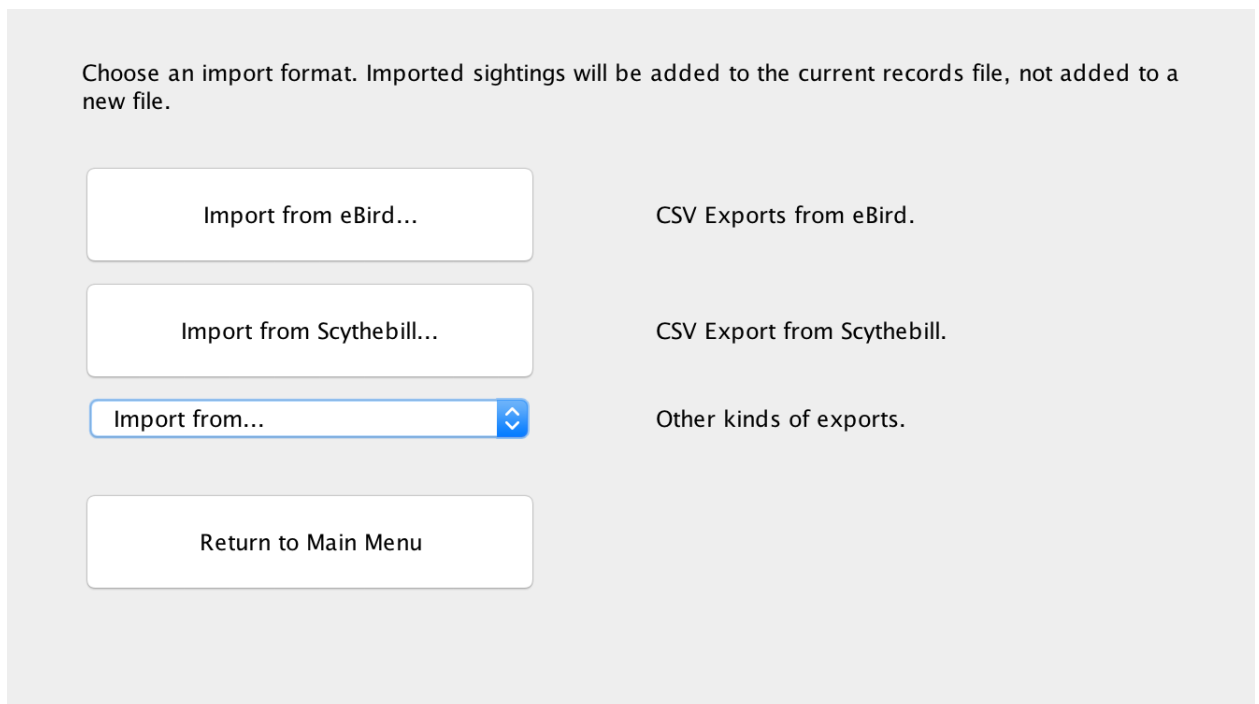 Choose an import format. Imported sightings will be added to the current records file, not added to a
new file.
Import from eBird...
CSV Exports from eBird.
Import from Scythebill...
CSV Export from Scythebill.
Import from...
Other kinds of exports.
Return to Main Menu